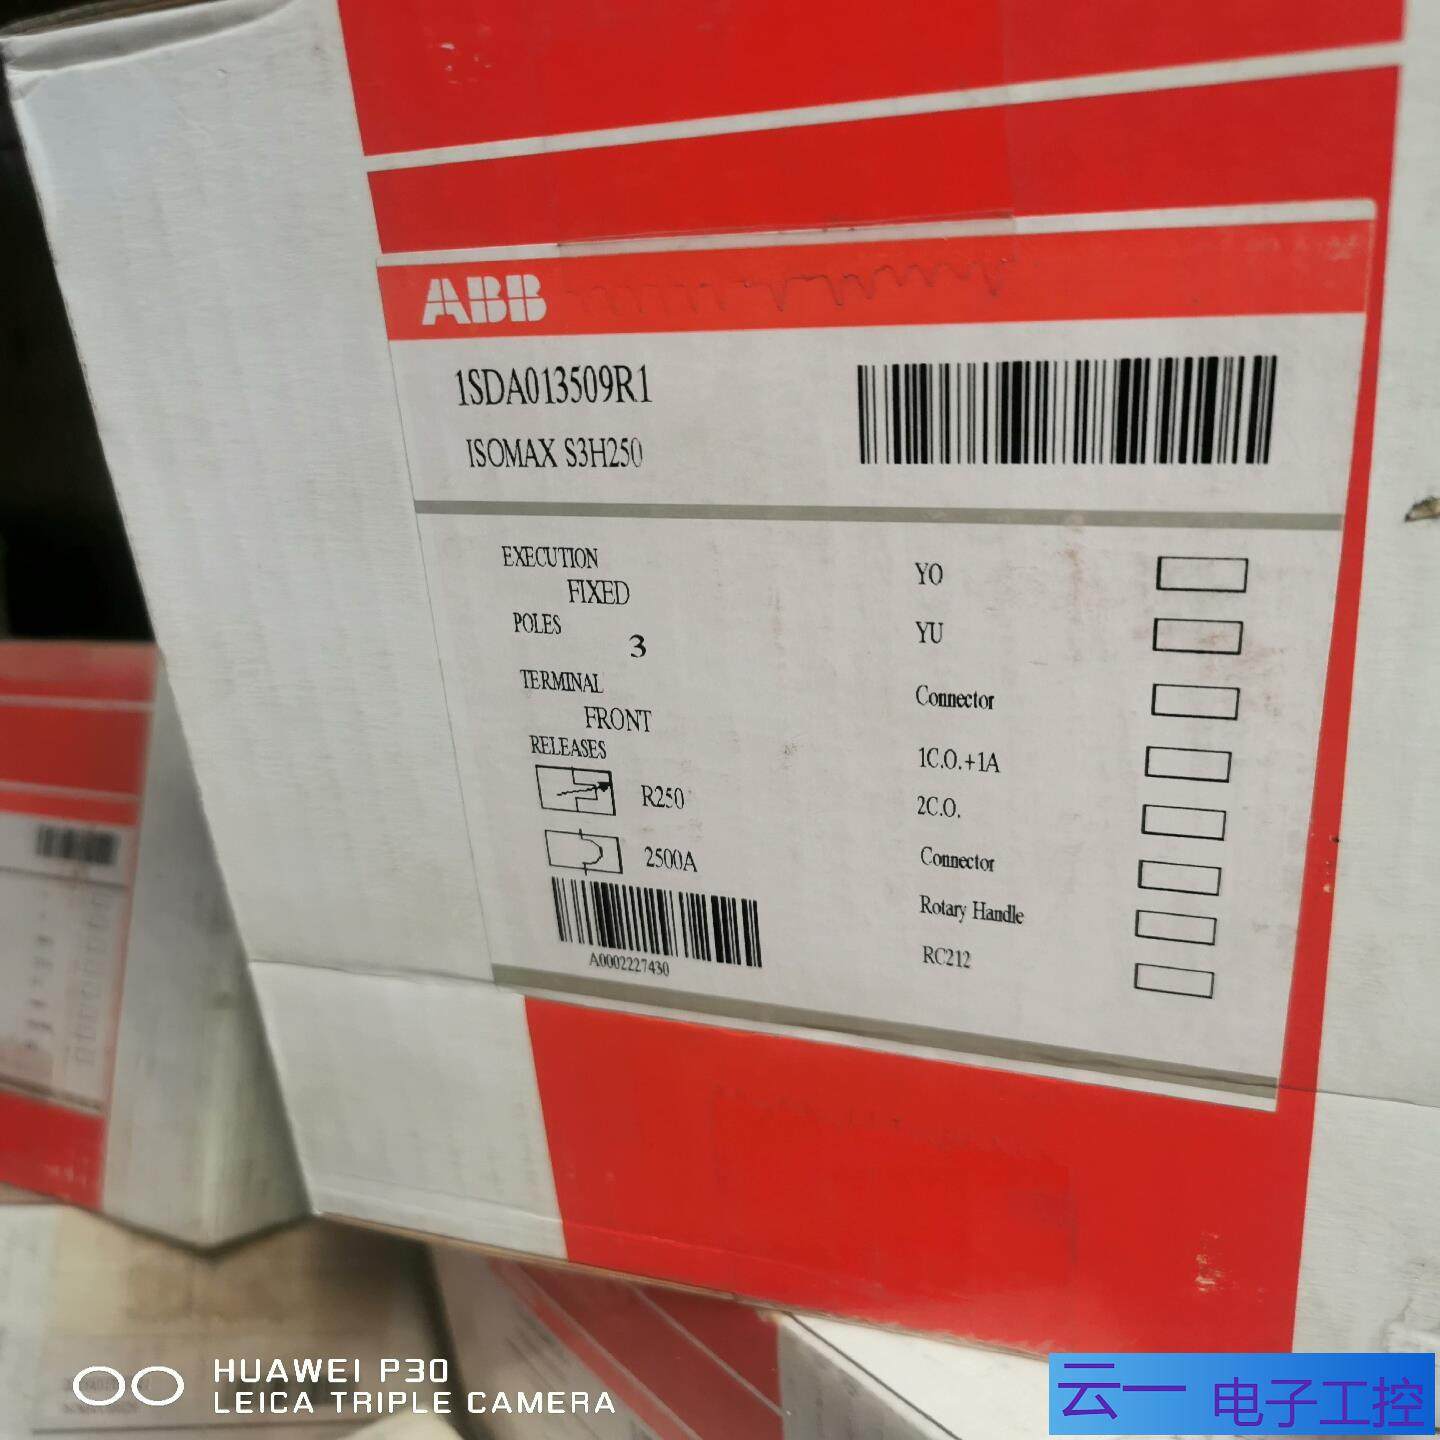 ABB
1SDA013509R1
ISOMAX S3H250
EXECUTION
FIXED
POLES
3
TERMINAL
FRONT
RELEASES
R250
2500A
A0002227430
YO
YU
Connector
1C.O.+1A
2C.O.
Connector
Rotary Handle
RC212
HUAWEI P30
LEICA TRIPLE CAMERA
云一 电子工控